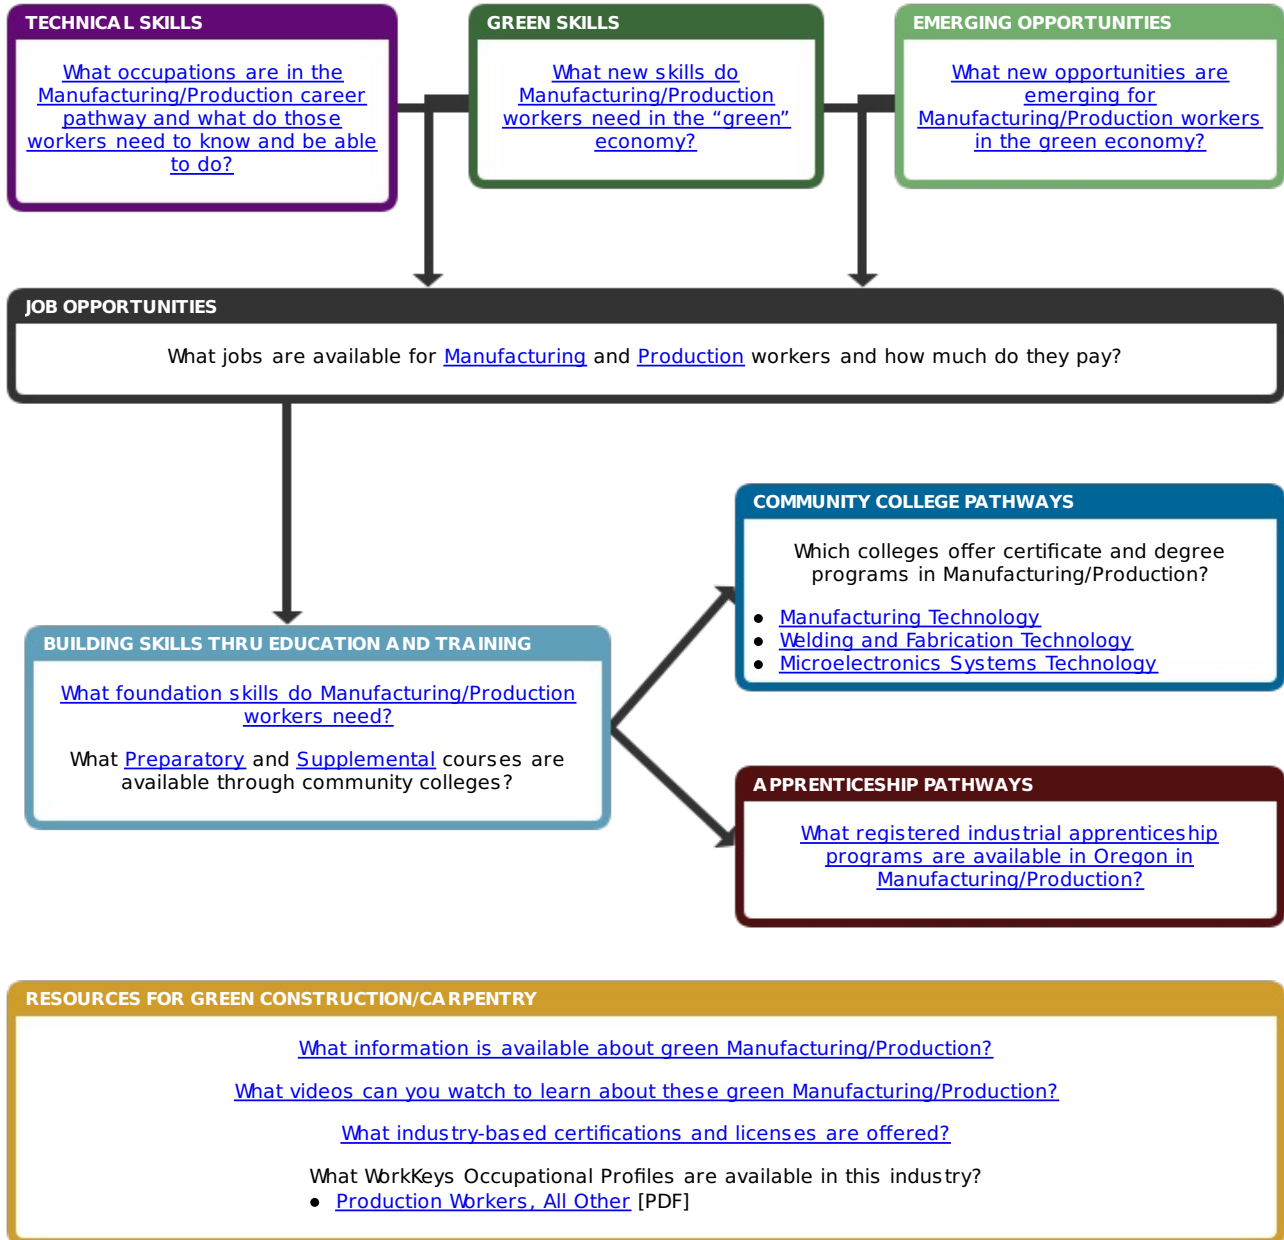 TECHNICAL SKILLS
What occupations are in the
Manufacturing/Production career
pathway and what do those
workers need to know and be able
to do?
GREEN SKILLS
What new skills do
Manufacturing/Production
workers need in the “green”
economy?
EMERGING OPPORTUNITIES
What new opportunities are
emerging for
Manufacturing/Production workers
in the green economy?
JOB OPPORTUNITIES
What jobs are available for Manufacturing and Production workers and how much do they pay?
COMMUNITY COLLEGE PATHWAYS
Which colleges offer certificate and degree
programs in Manufacturing/Production?
● Manufacturing Technology
● Welding and Fabrication Technology
● Microelectronics Systems Technology
BUILDING SKILLS THRU EDUCATION AND TRAINING
What foundation skills do Manufacturing/Production
workers need?
What Preparatory and Supplemental courses are
available through community colleges?
APPRENTICESHIP PATHWAYS
What registered industrial apprenticeship
programs are available in Oregon in
Manufacturing/Production?
RESOURCES FOR GREEN CONSTRUCTION/CARPENTRY
What information is available about green Manufacturing/Production?
What videos can you watch to learn about these green Manufacturing/Production?
What industry-based certifications and licenses are offered?
What WorkKeys Occupational Profiles are available in this industry?
● Production Workers, All Other [PDF]